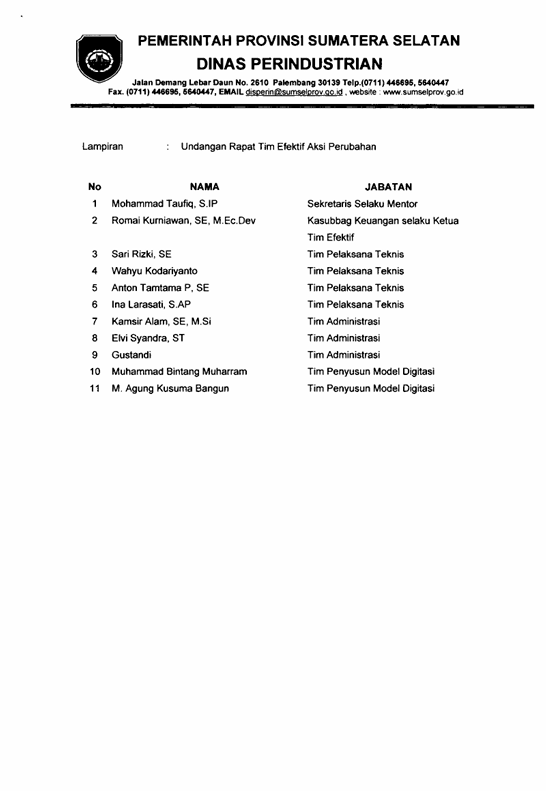 PEMERINTAH PROVINSI SUMATERA SELATAN
DINAS PERINDUSTRIAN
Jalan Demang Lebar Daun No. 2610 Palembang 30139 Telp.(0711) 446695, 5640447
Fax. (0711) 446695, 5640447, EMAIL disperin@sumselprov.go.id , website : www.sumselprov.go.id
Lampiran : Undangan Rapat Tim Efektif Aksi Perubahan
No NAMA JABATAN
1 Mohammad Taufiq, S.IP Sekretaris Selaku Mentor
2 Romai Kurniawan, SE, M.Ec.Dev Kasubbag Keuangan selaku Ketua
Tim Efektif
3 Sari Rizki, SE Tim Pelaksana Teknis
4 Wahyu Kodariyanto Tim Pelaksana Teknis
5 Anton Tamtama P, SE Tim Pelaksana Teknis
6 Ina Larasati, S.AP Tim Pelaksana Teknis
7 Kamsir Alam, SE, M.Si Tim Administrasi
8 Elvi Syandra, ST Tim Administrasi
9 Gustandi Tim Administrasi
10 Muhammad Bintang Muharram Tim Penyusun Model Digitasi
11 M. Agung Kusuma Bangun Tim Penyusun Model Digitasi